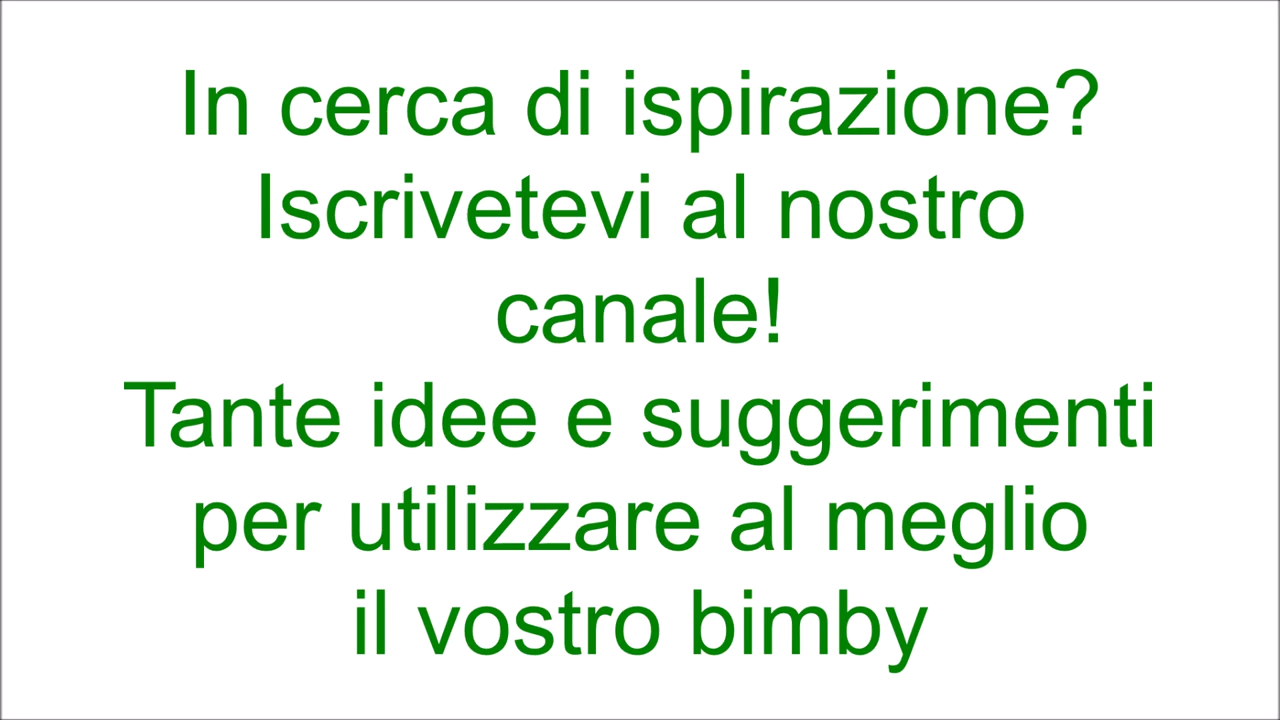 In cerca di ispirazione?
Iscrivetevi al nostro
canale!
Tante idee e suggerimenti
per utilizzare al meglio
il vostro bimby